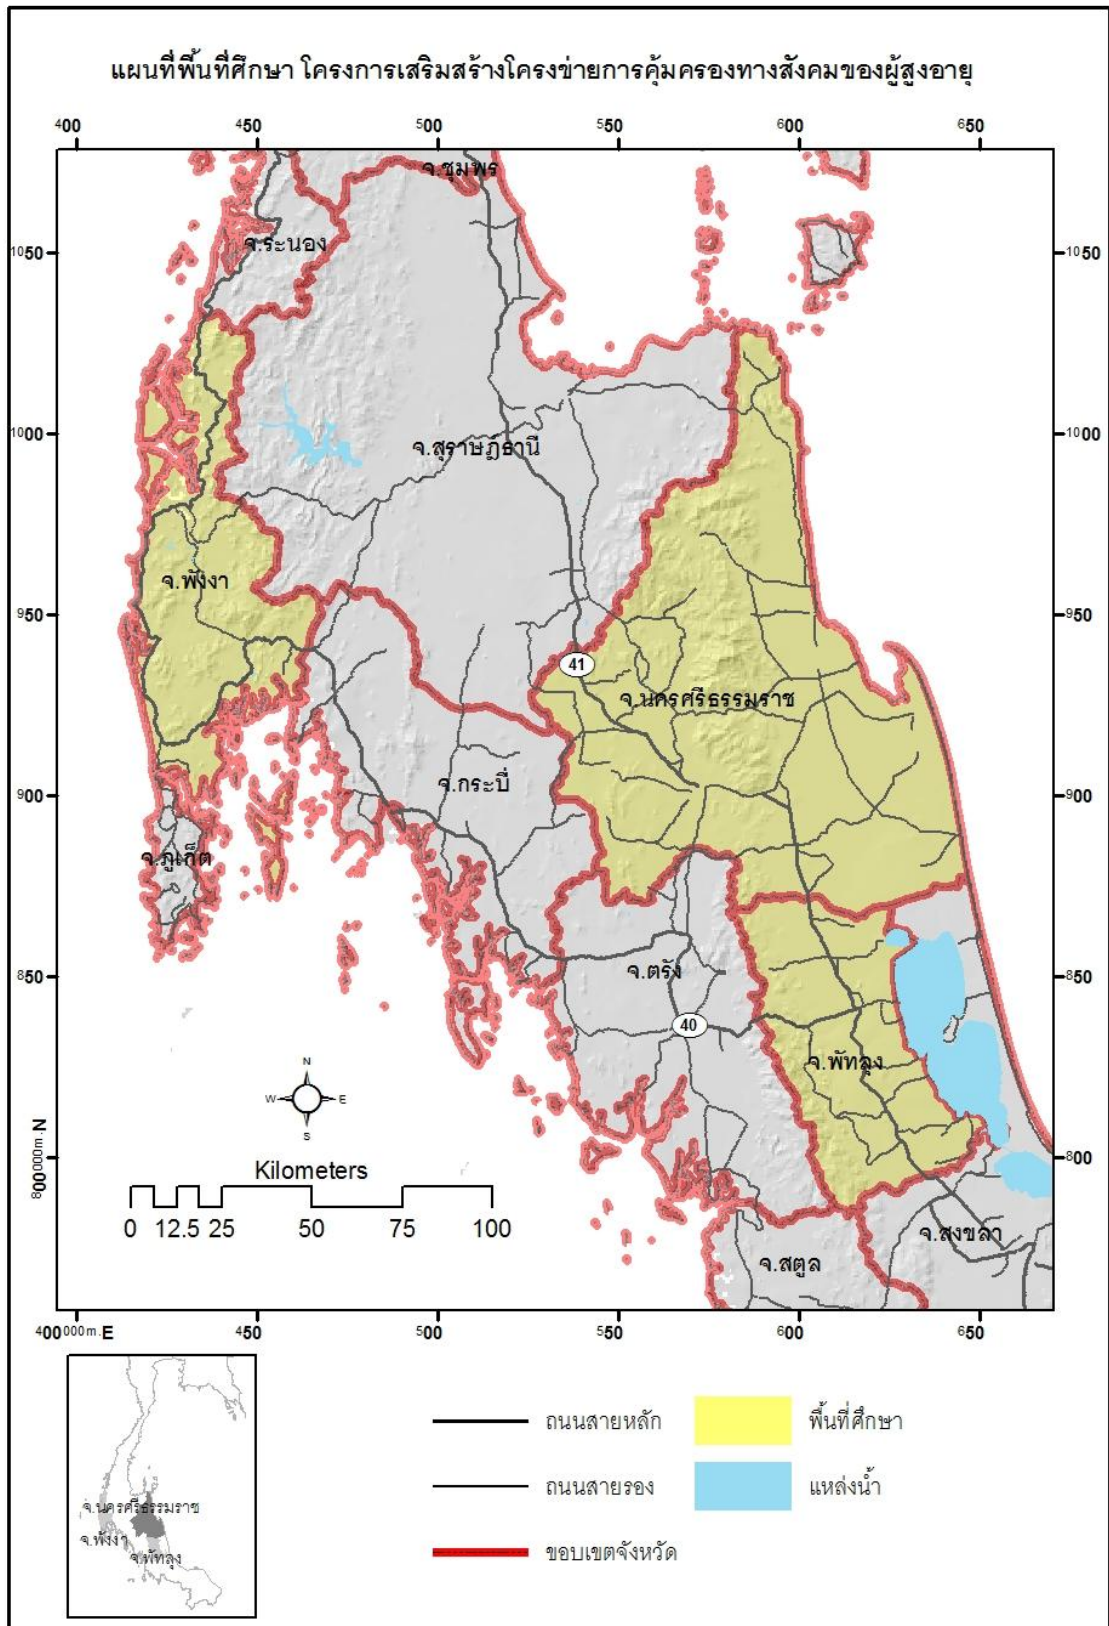 แผนที่พื้นที่ศึกษา โครงการเสริมสร้างโครงข่ายการคุ้มครองทางสังคมของผู้สูงอายุ
400 450 500 550 600 650
จ.ชุมพร
จ.ระนอง
1050 1050
1000 1000
จ.สุราษฎ์ธานี
จ.พังงา
950 950
41
จ.นครศรีธรรมราช
จ.กระบี่
900 900
จ.ภูเก็ต
850 850
จ.ตรัง
40
จ.พัทลุง
N
W E
S
800000m. N 800
Kilometers
0 12.5 25 50 75 100
จ.สงขลา
จ.สตูล
400000m. E 450 500 550 600 650
ถนนสายหลัก พื้นที่ศึกษา
ถนนสายรอง แหล่งน้ำ
ขอบเขตจังหวัด
จ.นครศรีธรรมราช
จ.พังงา
จ.พัทลุง